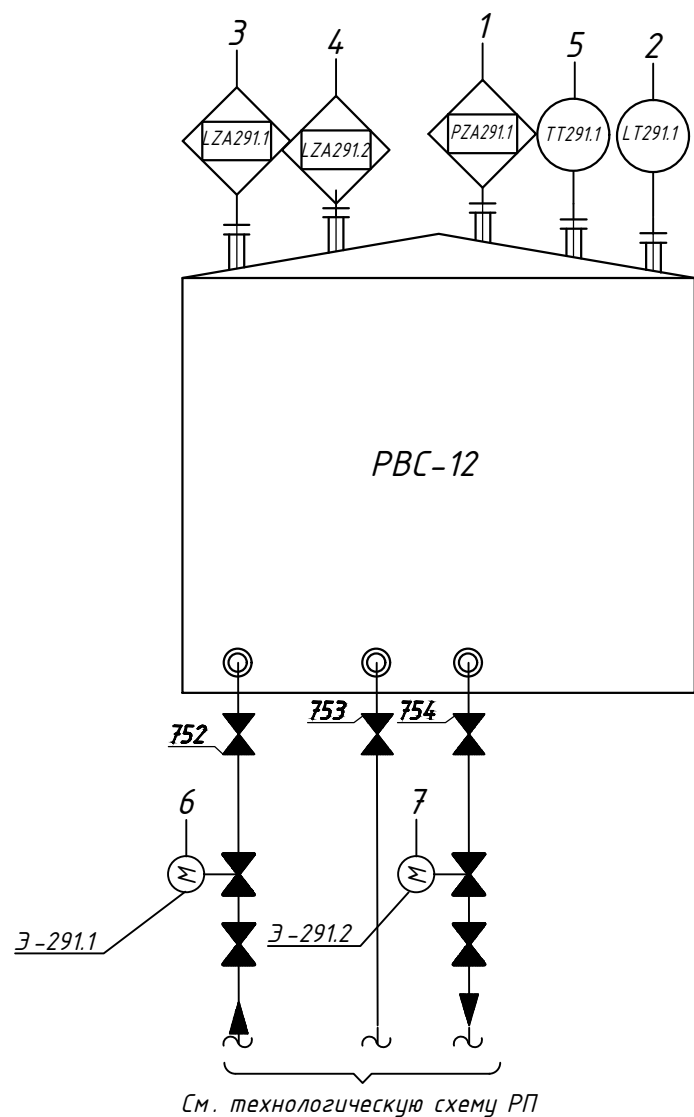 3 4 1 5 2
LZA291.1 LZA291.2 PZA291.1 TT291.1 LT291.1
РВС-12
752 753 754
6 7
М М
Э-291.1 Э-291.2
См. технологическую схему РП